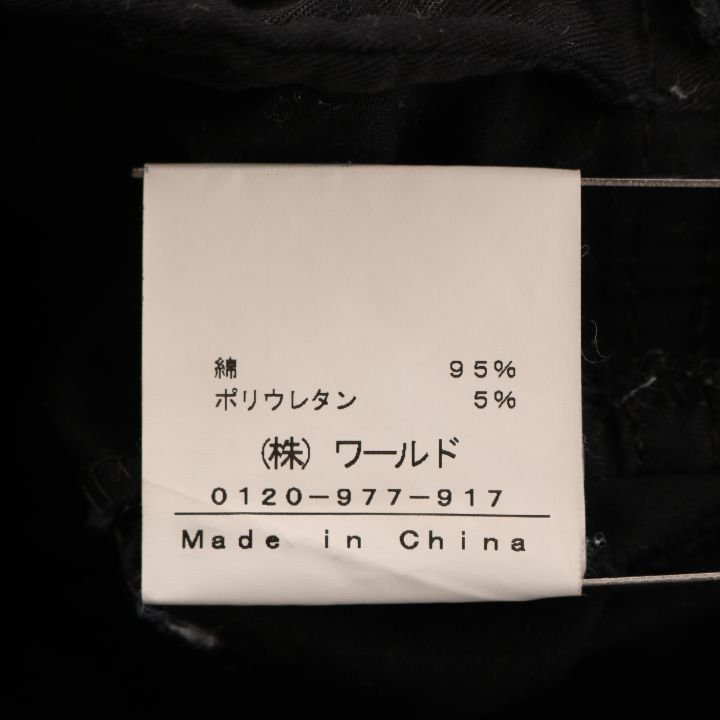 綿 95%
ポリウレタン 5%
(株) ワールド
0120-977-917
Made in China